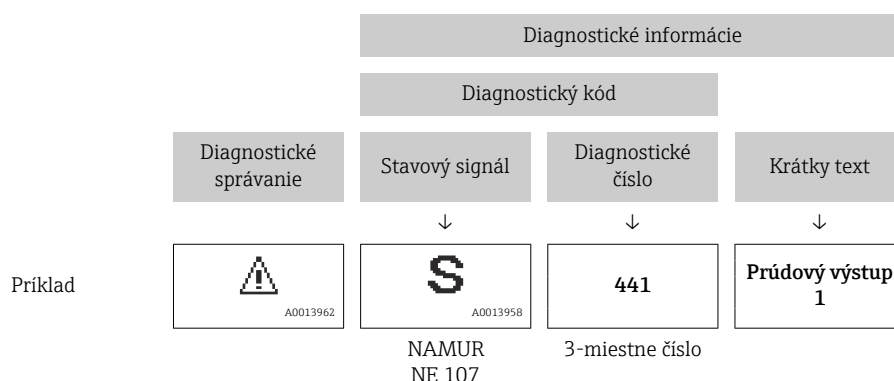 Diagnostické informácie
Diagnostický kód
Diagnostické
správanie
Stavový signál
Diagnostické
číslo
Krátky text
↓
↓
↓
Príklad
A0013962
S
A0013958
441
Prúdový výstup
1
NAMUR
NE 107
3-miestne číslo